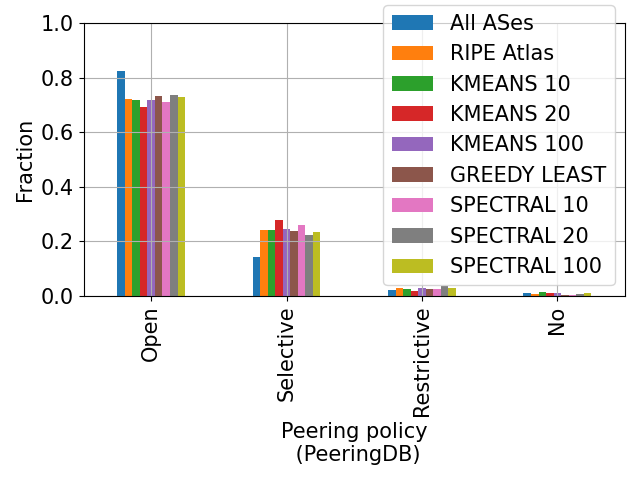 1.0
0.8
0.6
0.4
0.2
0.0
Fraction
All ASes
RIPE Atlas
KMEANS 10
KMEANS 20
KMEANS 100
GREEDY LEAST
SPECTRAL 10
SPECTRAL 20
SPECTRAL 100
Open
Selective
Restrictive
No
Peering policy
(PeeringDB)